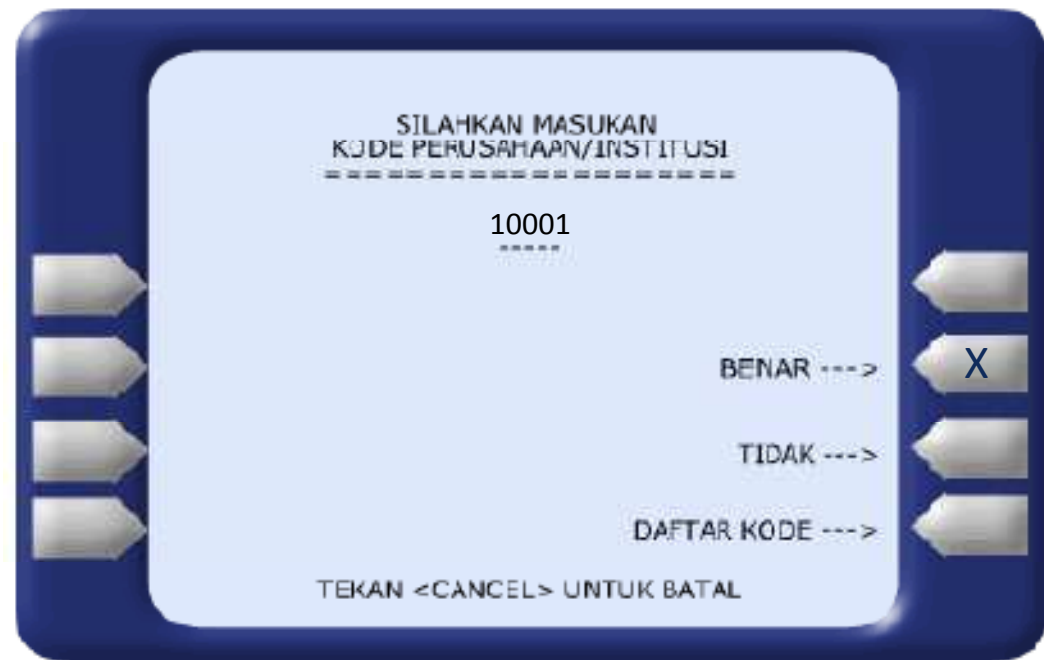 SILAHKAN MASUKAN
KODE PERUSAHAAN/INSTITUSI
=====================
10001
-----
BENAR --->
X
TIDAK --->
DAFTAR KODE --->
TEKAN <CANCEL> UNTUK BATAL